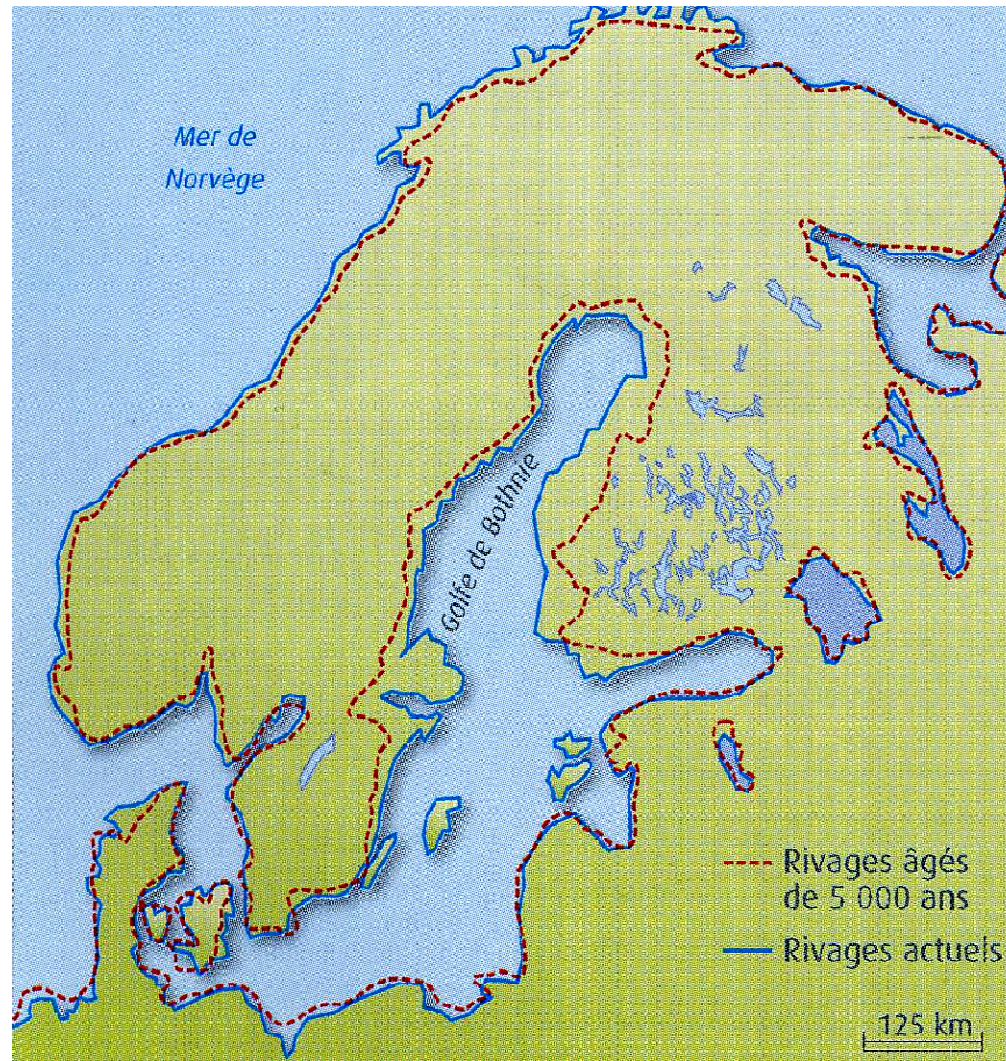 Mer de
Norvège
Golfe de Bothnie
Rivages âgés
de 5 000 ans
Rivages actuels
125 km